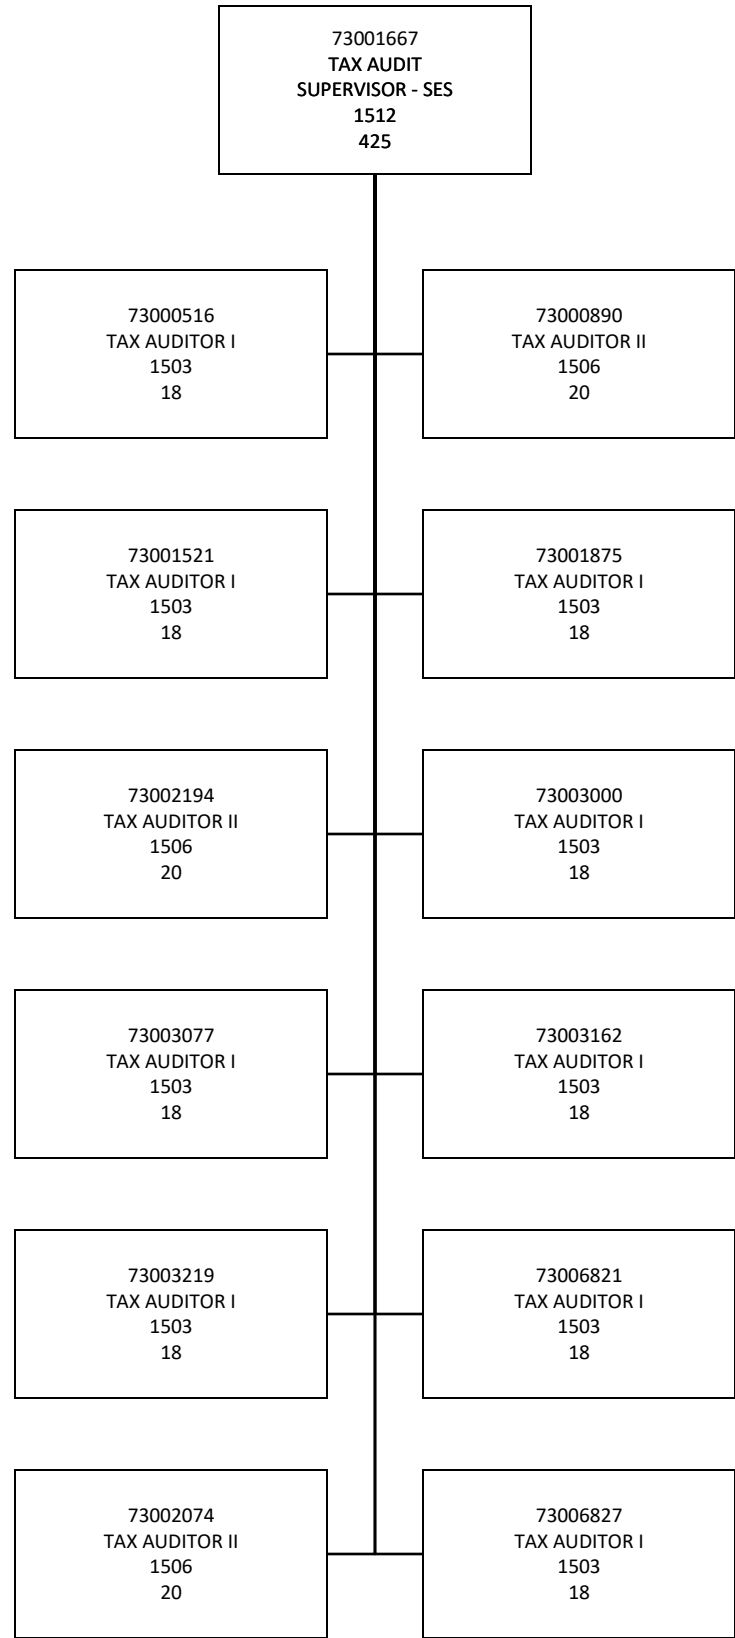 73001667
TAX AUDIT
SUPERVISOR - SES
1512
425
73000516
TAX AUDITOR I
1503
18
73000890
TAX AUDITOR II
1506
20
73001521
TAX AUDITOR I
1503
18
73001875
TAX AUDITOR I
1503
18
73002194
TAX AUDITOR II
1506
20
73003000
TAX AUDITOR I
1503
18
73003077
TAX AUDITOR I
1503
18
73003162
TAX AUDITOR I
1503
18
73003219
TAX AUDITOR I
1503
18
73006821
TAX AUDITOR I
1503
18
73002074
TAX AUDITOR II
1506
20
73006827
TAX AUDITOR I
1503
18